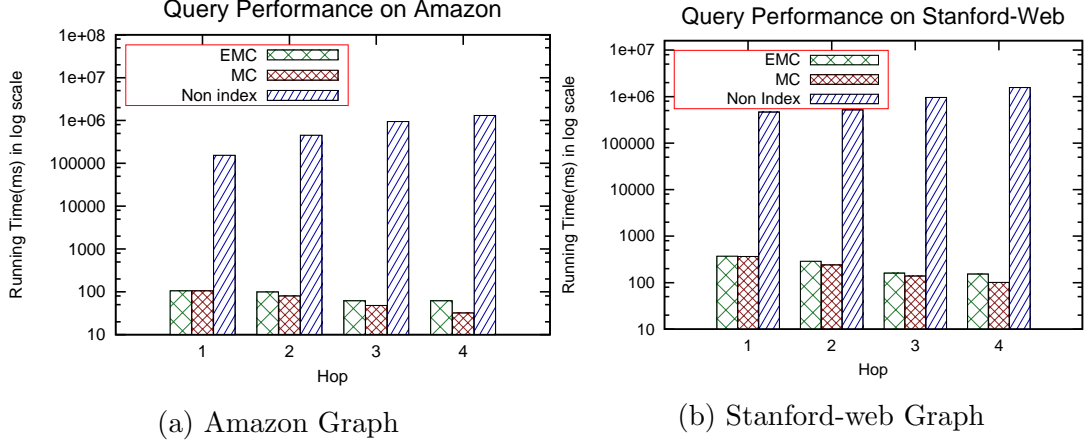 Query Performance on Amazon
Running Time(ms) in log scale
1e+08
1e+07
1e+06
100000
10000
1000
100
10
EMC
MC
Non index
1 2 3 4
Hop
(a) Amazon Graph
Query Performance on Stanford-Web
Running Time(ms) in log scale
1e+07
1e+06
100000
10000
1000
100
10
EMC
MC
Non Index
1 2 3 4
Hop
(b) Stanford-web Graph